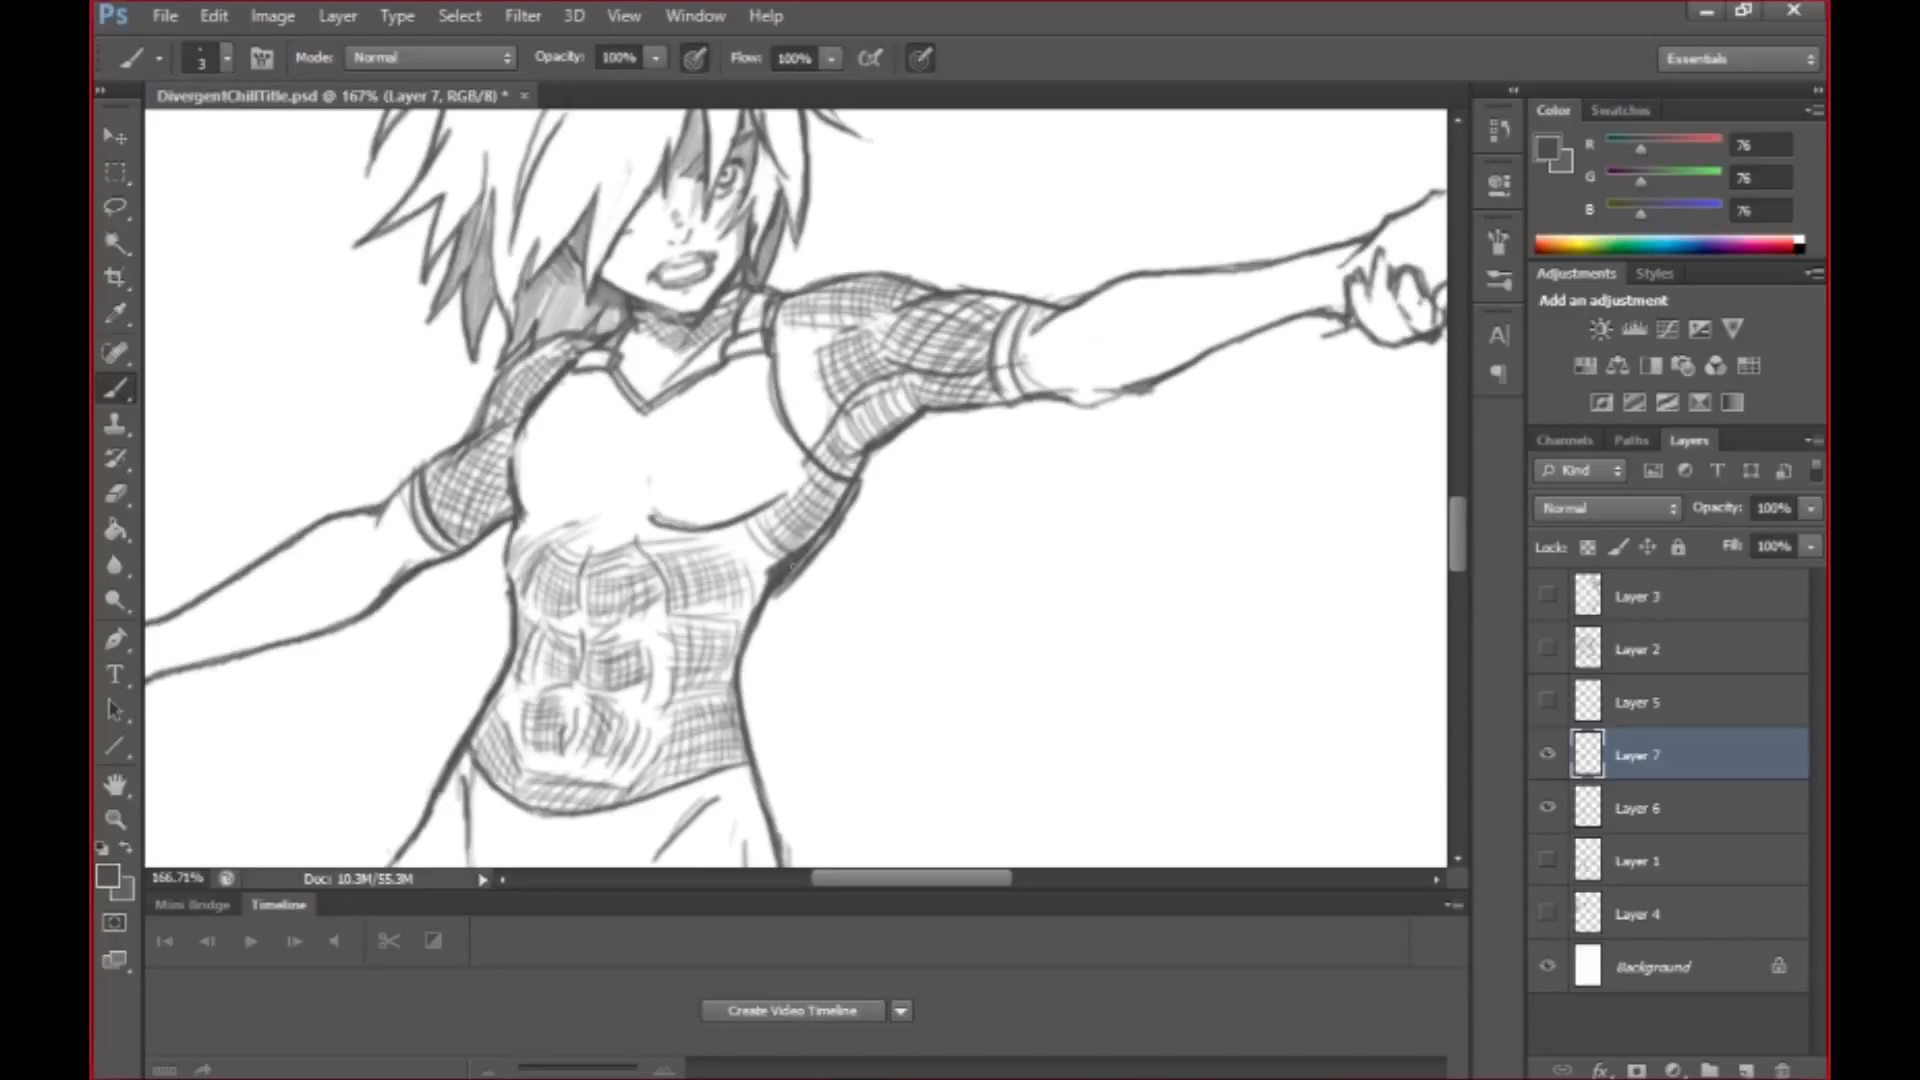 Ps File Edit Image Layer Type Select Filter 3D View Window Help
3 Mode: Normal Opacity: 100% Flow: 100% Essentials
DivergentChillTitle.psd @ 167% (Layer 7, RGB/8) * ×
Color Swatches
R 76
G 76
B 76
Adjustments Styles
Add an adjustment
Channels Paths Layers
Kind
Normal Opacity: 100%
Lock: Fill: 100%
Layer 3
Layer 2
Layer 5
Layer 7
Layer 6
Layer 1
Layer 4
Background
166.71% Doc: 10.3M/55.3M
Mini Bridge Timeline
Create Video Timeline